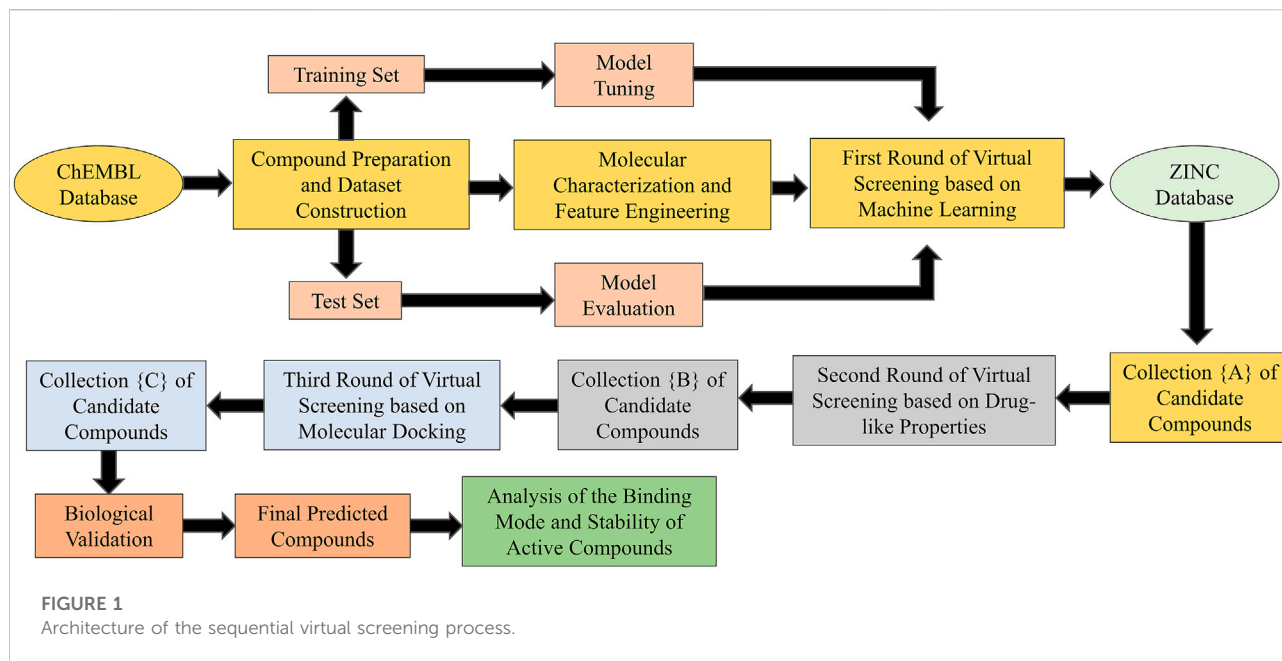 Training Set
Model
Tuning
ChEMBL
Database
Compound Preparation
and Dataset
Construction
Molecular
Characterization and
Feature Engineering
First Round of Virtual
Screening based on
Machine Learning
ZINC
Database
Test Set
Model
Evaluation
Collection {C} of
Candidate
Compounds
Third Round of Virtual
Screening based on
Molecular Docking
Collection {B} of
Candidate
Compounds
Second Round of Virtual
Screening based on Drug-
like Properties
Collection {A} of
Candidate
Compounds
Biological
Validation
Final Predicted
Compounds
Analysis of the Binding
Mode and Stability of
Active Compounds
FIGURE 1
Architecture of the sequential virtual screening process.